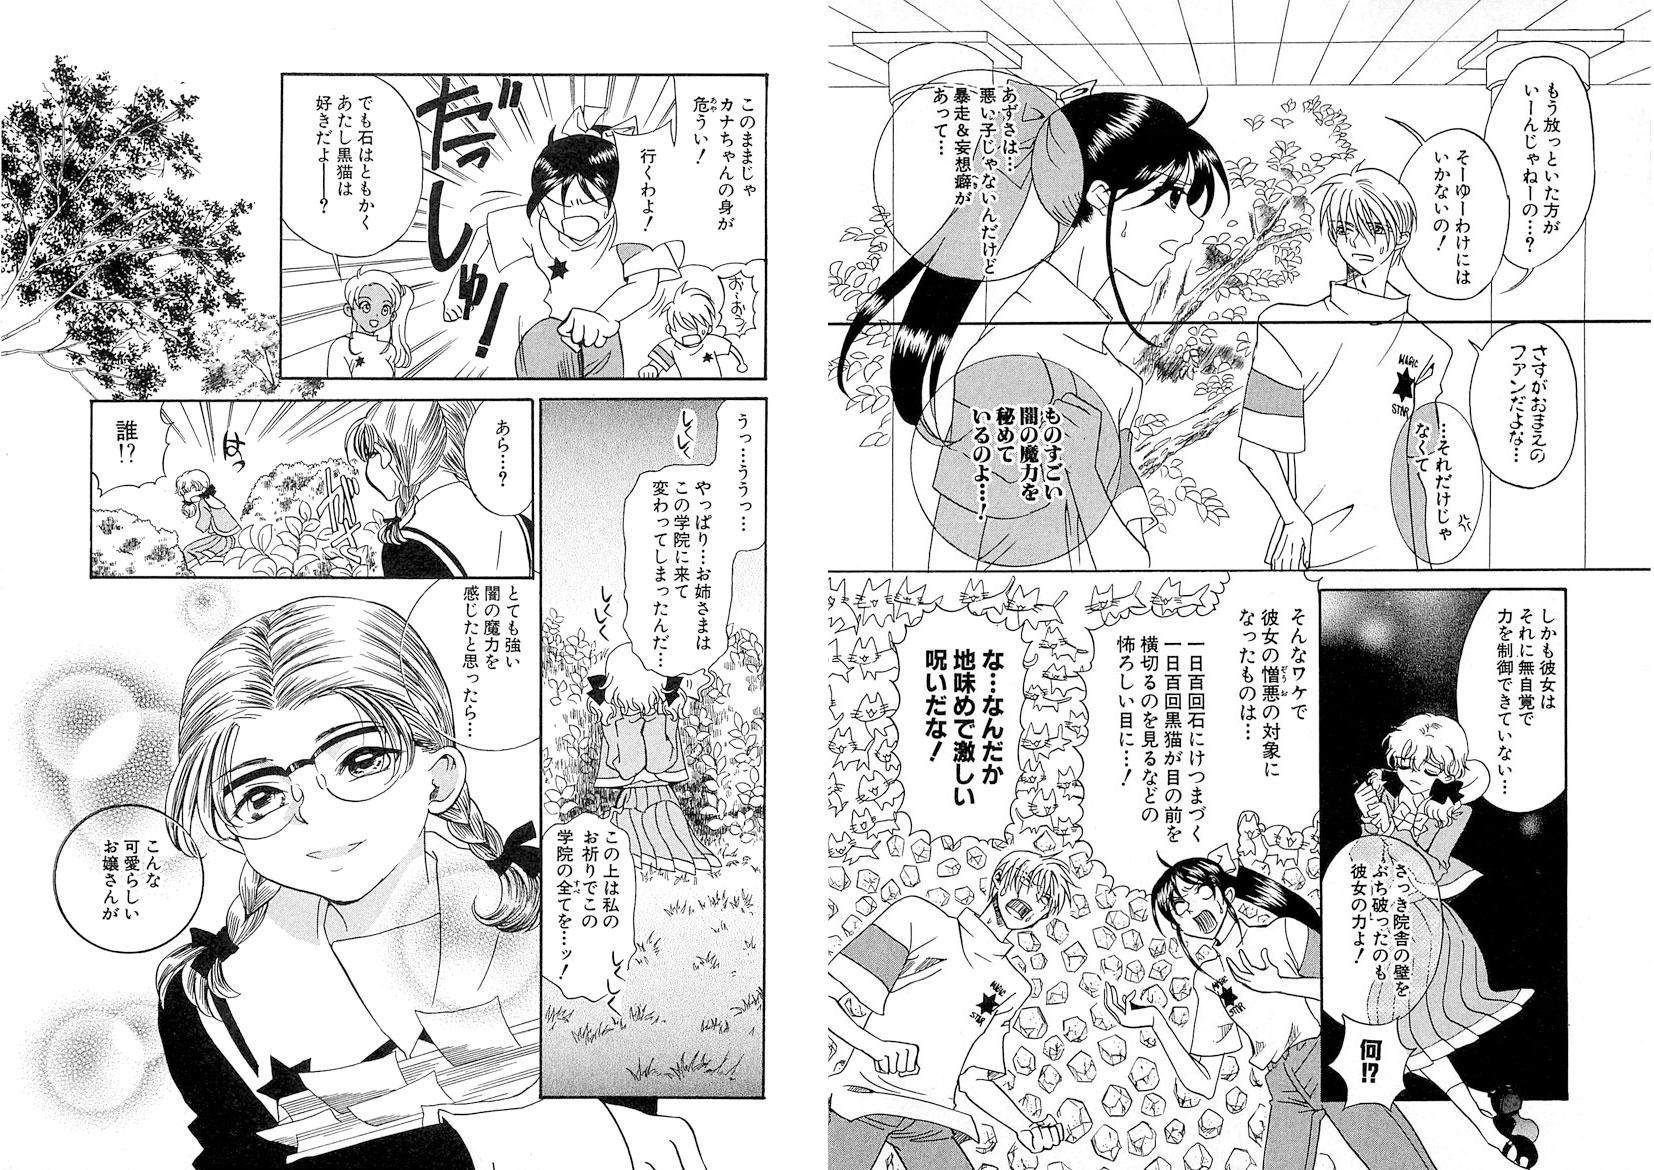 もう放っといた方が
いーんじゃねーの…?
そーゆーわけには
いかないの!
あずさは…
悪い子じゃないんだけど
暴走&妄想癖が
あって…
さすがおまえの
ファンだよな…
…それだけじゃ
なくて
MAGIC
STAR
ものすごい
闇の魔力を
秘めて
いるのよ…!
しかも彼女は
それに無自覚で
力を制御できていない…
さっき院舎の壁を
ぶち破ったのも
彼女の力よ!
何!?
そんなワケで
彼女の憎悪の対象に
なったものは…
一日百回石にけつまづく
一日百回黒猫が目の前を
横切るのを見るなどの
怖ろしい目に…!
な…なんだか
地味めで激しい
呪いだな!
MAGIC
STAR
MAGIC
STAR
このままじゃ
カナちゃんの身が
危うい!
行くわよ!
だっしゅ!
おーおう
でも石はともかく
あたし黒猫は
好きだよ――?
うっ…ううっ…
しくしく
やっぱり…お姉さまは
この学院に来て
変わってしまったんだ…
しくしく
この上は私の
お祈りでこの
学院の全てを…ッ!
しくしく
あら…?
はっ
誰!?
とても強い
闇の魔力を
感じたと思ったら…
こんな
可愛らしい
お嬢さんが